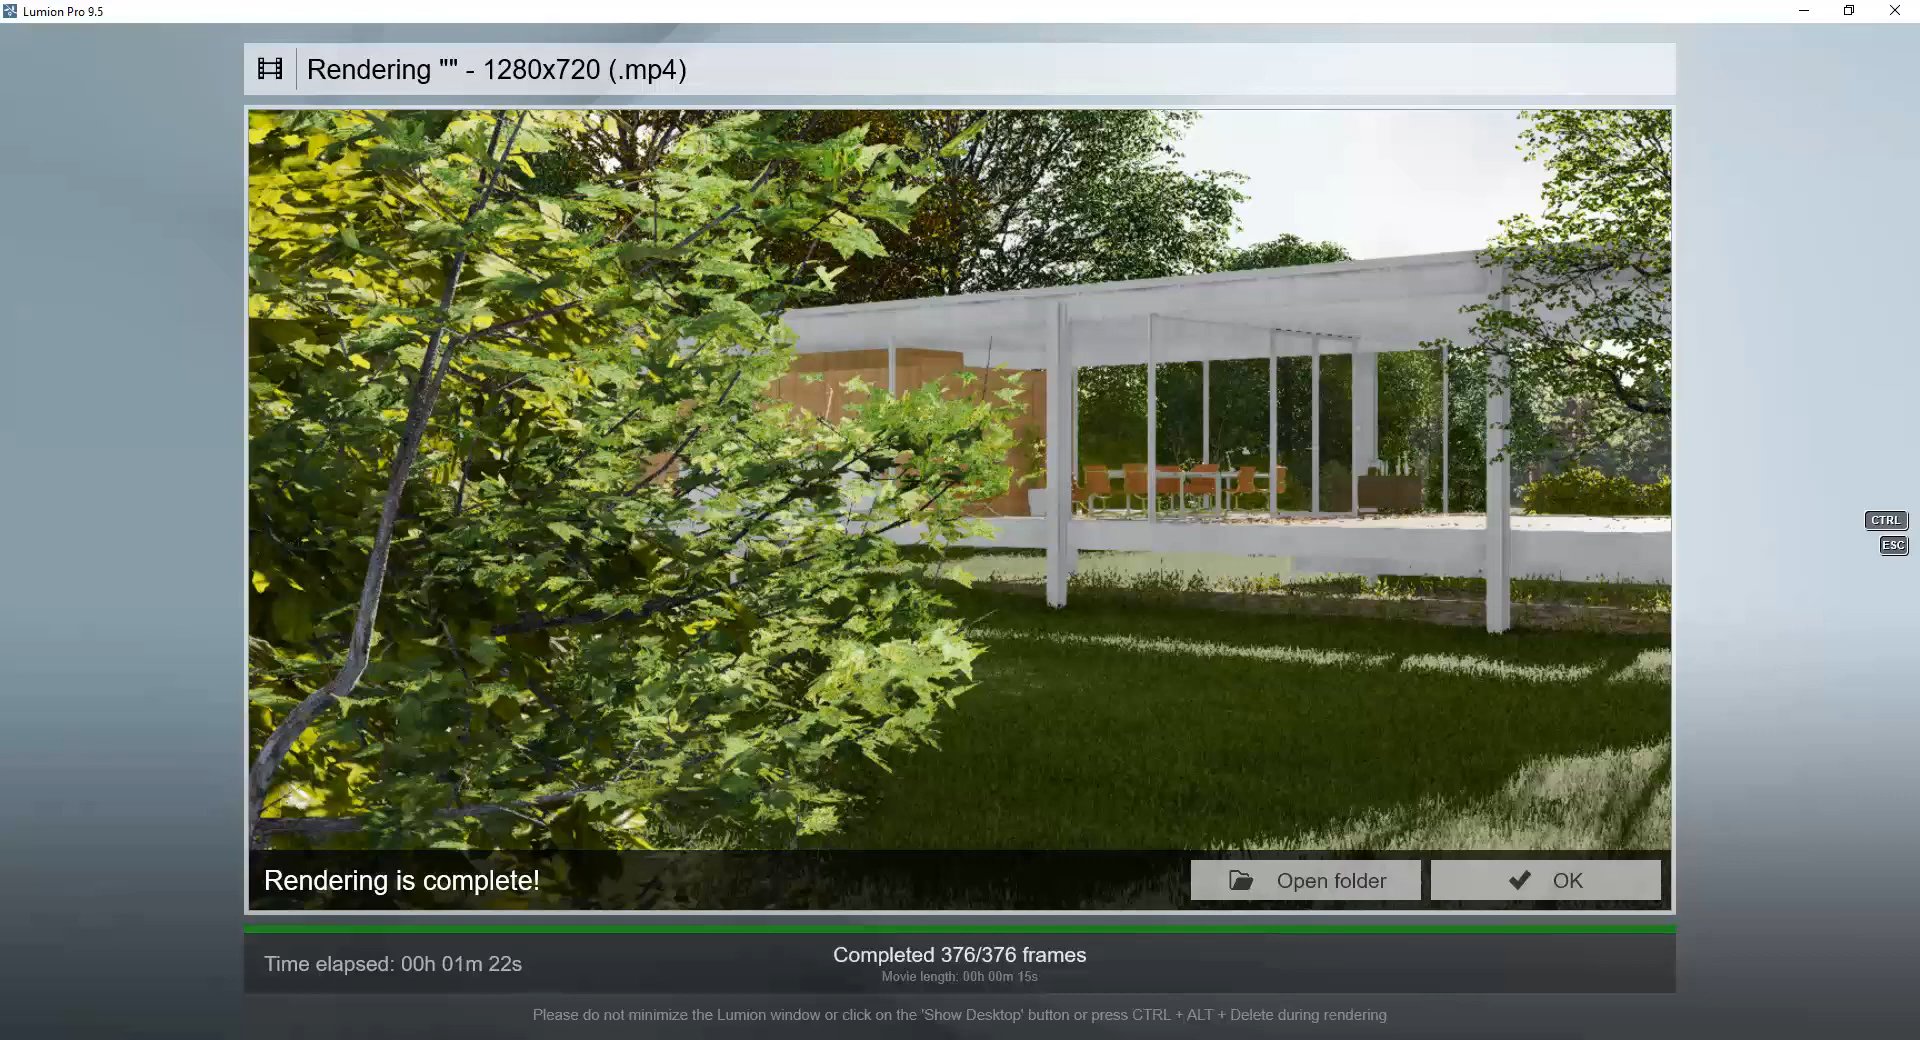 Lumion Pro 9.5
Rendering "" - 1280x720 (.mp4)
CTRL
ESC
Rendering is complete!
Open folder
OK
Time elapsed: 00h 01m 22s
Completed 376/376 frames
Movie length: 00h 00m 15s
Please do not minimize the Lumion window or click on the 'Show Desktop' button or press CTRL + ALT + Delete during rendering